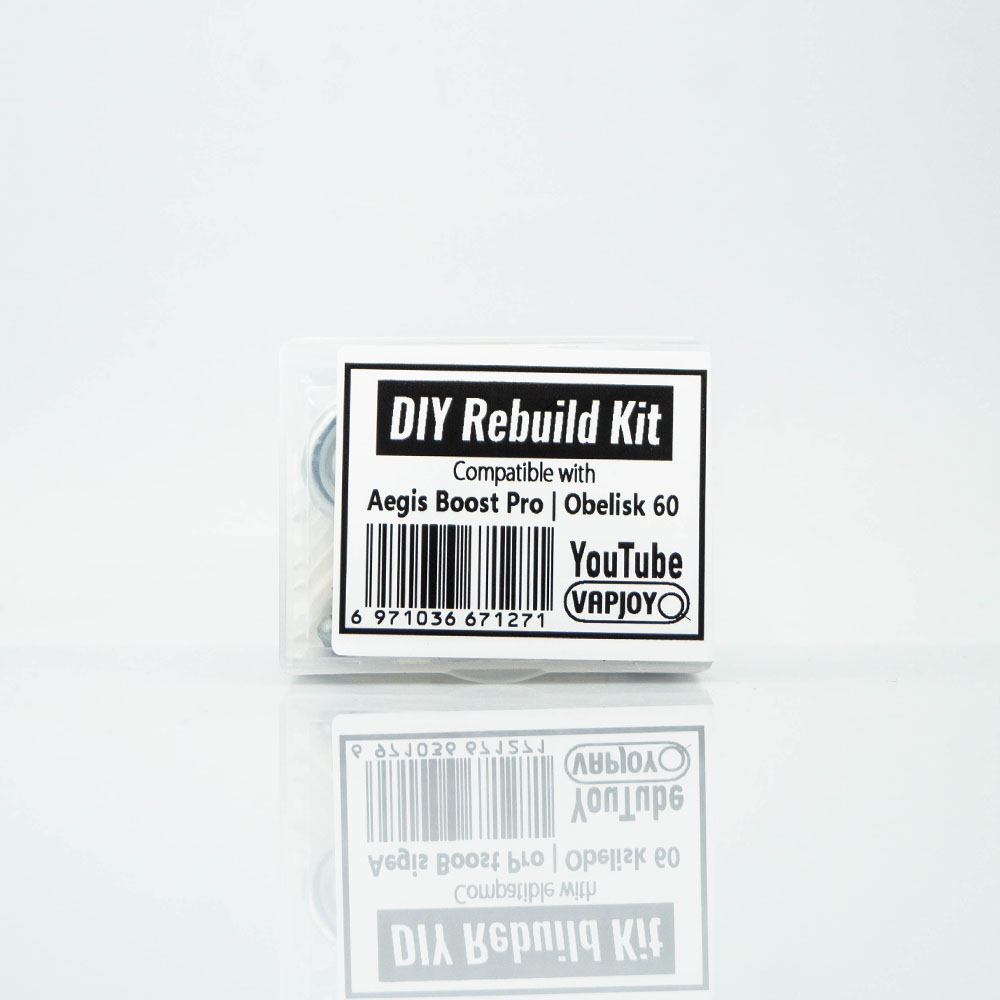 DIY Rebuild Kit
Compatible with
Aegis Boost Pro | Obelisk 60
6 971036 671271
YouTube
VAPJOY